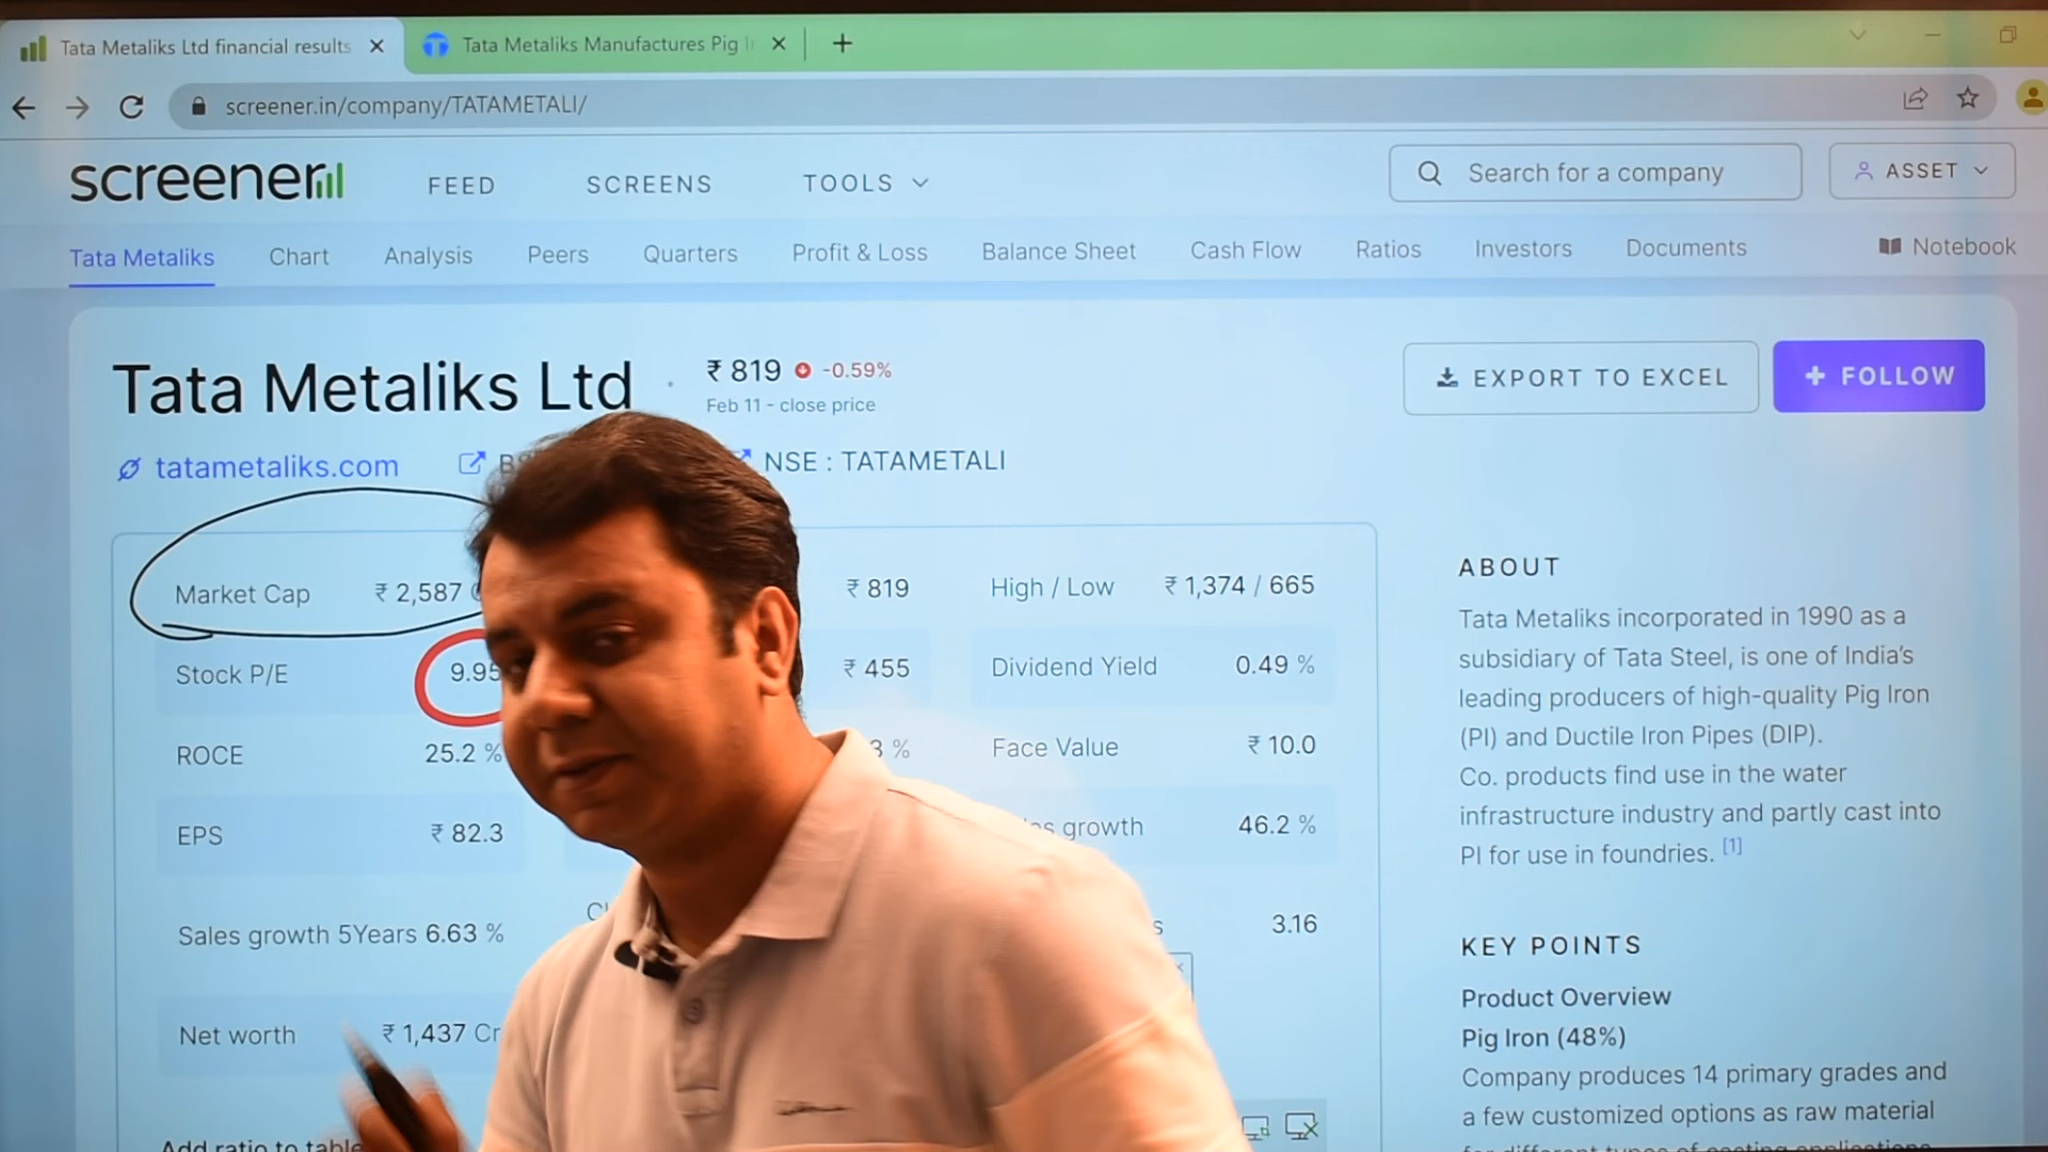 Tata Metaliks Ltd financial results
Tata Metaliks Manufactures Pig
screener.in/company/TATAMETALI/
screener
FEED SCREENS TOOLS
Search for a company
ASSET
Tata Metaliks Chart Analysis Peers Quarters Profit & Loss Balance Sheet Cash Flow Ratios Investors Documents Notebook
Tata Metaliks Ltd
₹ 819 -0.59%
Feb 11 - close price
EXPORT TO EXCEL
+ FOLLOW
tatametaliks.com NSE : TATAMETALI
Market Cap ₹ 2,587 ₹ 819 High / Low ₹ 1,374 / 665
Stock P/E 9.95 ₹ 455 Dividend Yield 0.49 %
ROCE 25.2 % % Face Value ₹ 10.0
EPS ₹ 82.3 growth 46.2 %
Sales growth 5Years 6.63 % 3.16
Net worth ₹ 1,437 Cr
Add ratio to table
ABOUT
Tata Metaliks incorporated in 1990 as a
subsidiary of Tata Steel, is one of India's
leading producers of high-quality Pig Iron
(PI) and Ductile Iron Pipes (DIP).
Co. products find use in the water
infrastructure industry and partly cast into
PI for use in foundries. [1]
KEY POINTS
Product Overview
Pig Iron (48%)
Company produces 14 primary grades and
a few customized options as raw material